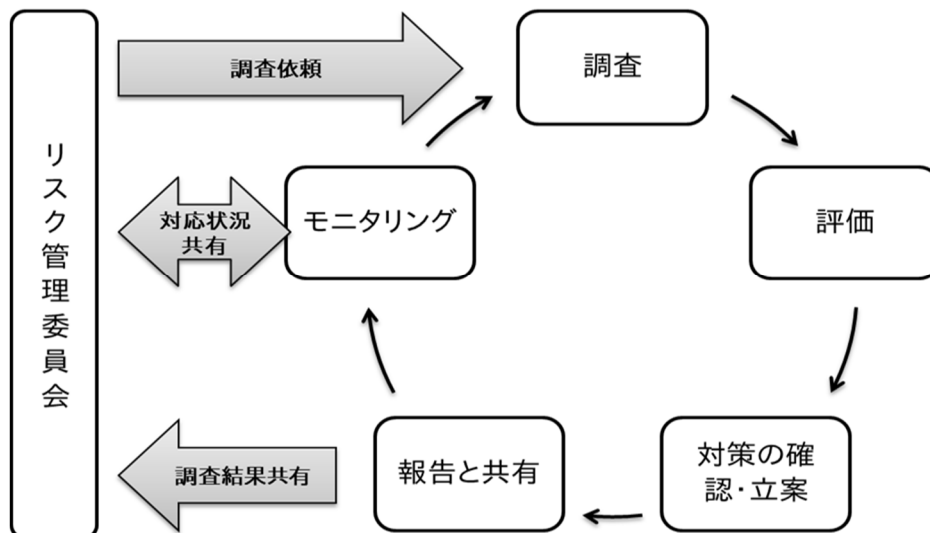 リスク管理委員会
調査依頼
調査
対応状況
共有
モニタリング
評価
調査結果共有
報告と共有
対策の確
認・立案